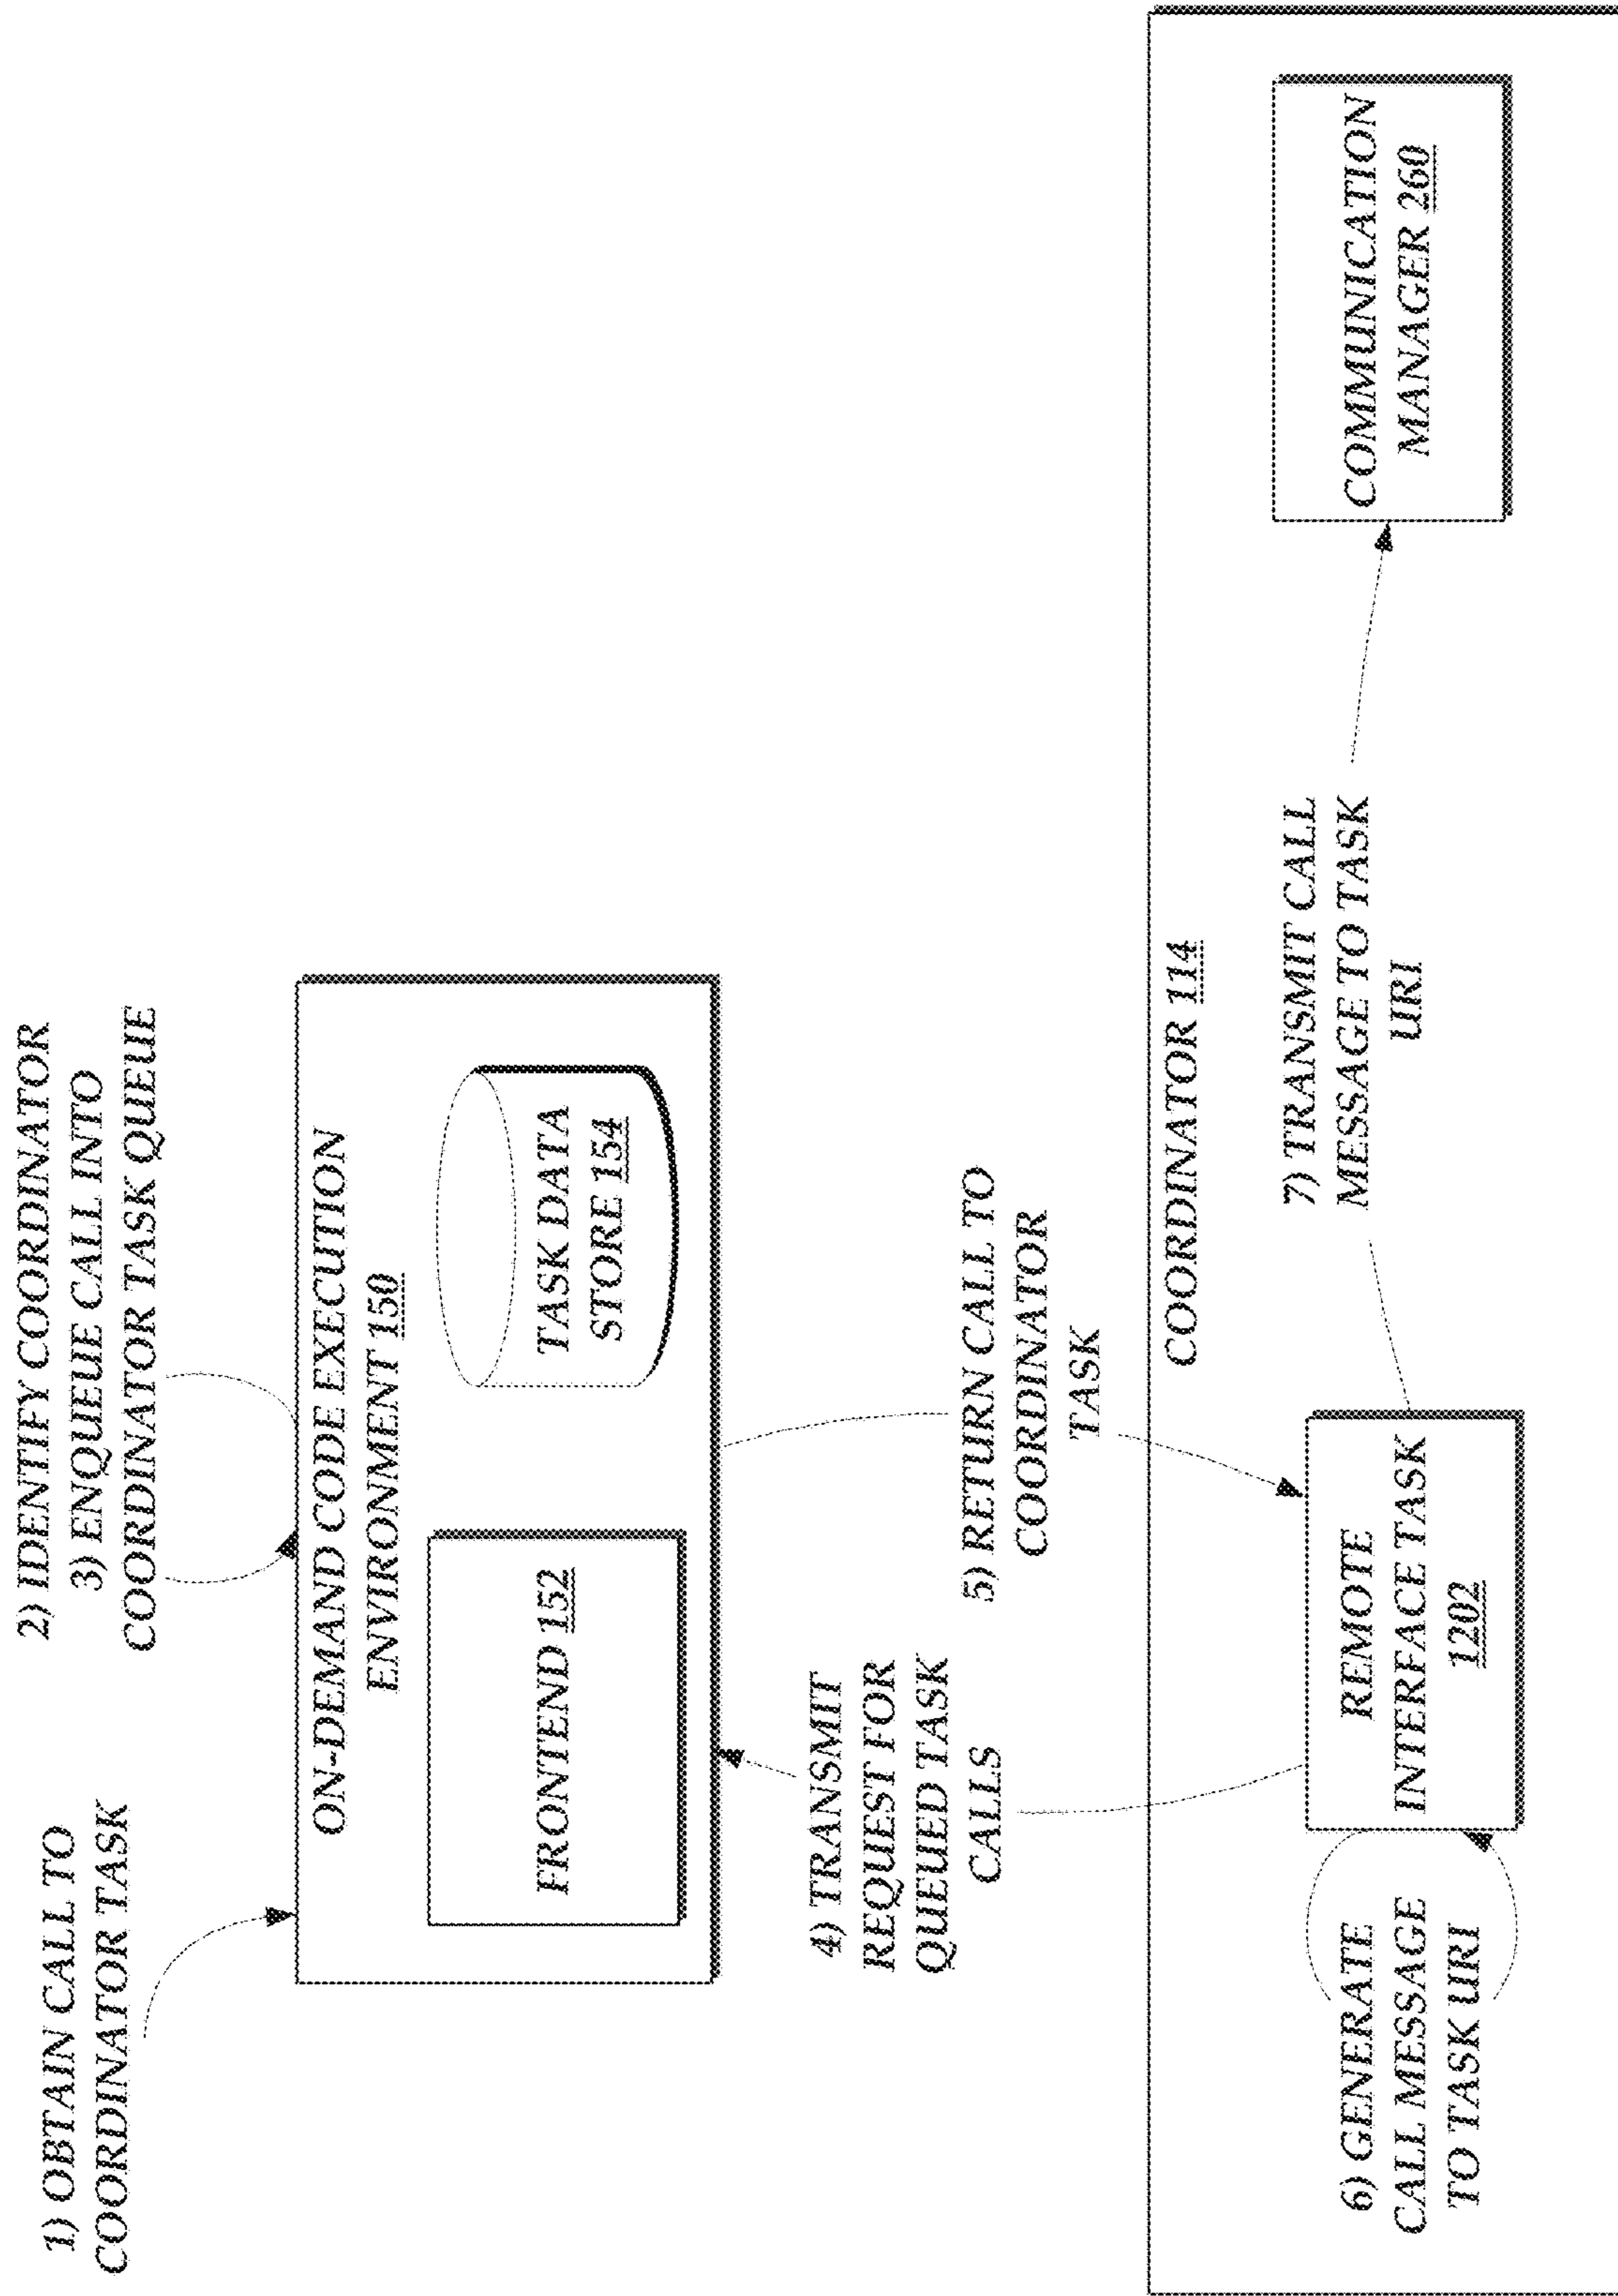 1) OBTAIN CALL TO
COORDINATOR TASK
2) IDENTIFY COORDINATOR
3) ENQUEUE CALL INTO
COORDINATOR TASK QUEUE
ON-DEMAND CODE EXECUTION
ENVIRONMENT 150
FRONTEND 152
TASK DATA
STORE 154
4) TRANSMIT
REQUEST FOR
QUEUED TASK
CALLS
5) RETURN CALL TO
COORDINATOR
TASK
COORDINATOR 114
6) GENERATE
CALL MESSAGE
TO TASK URI
REMOTE
INTERFACE TASK
1202
7) TRANSMIT CALL
MESSAGE TO TASK
URI
COMMUNICATION
MANAGER 260